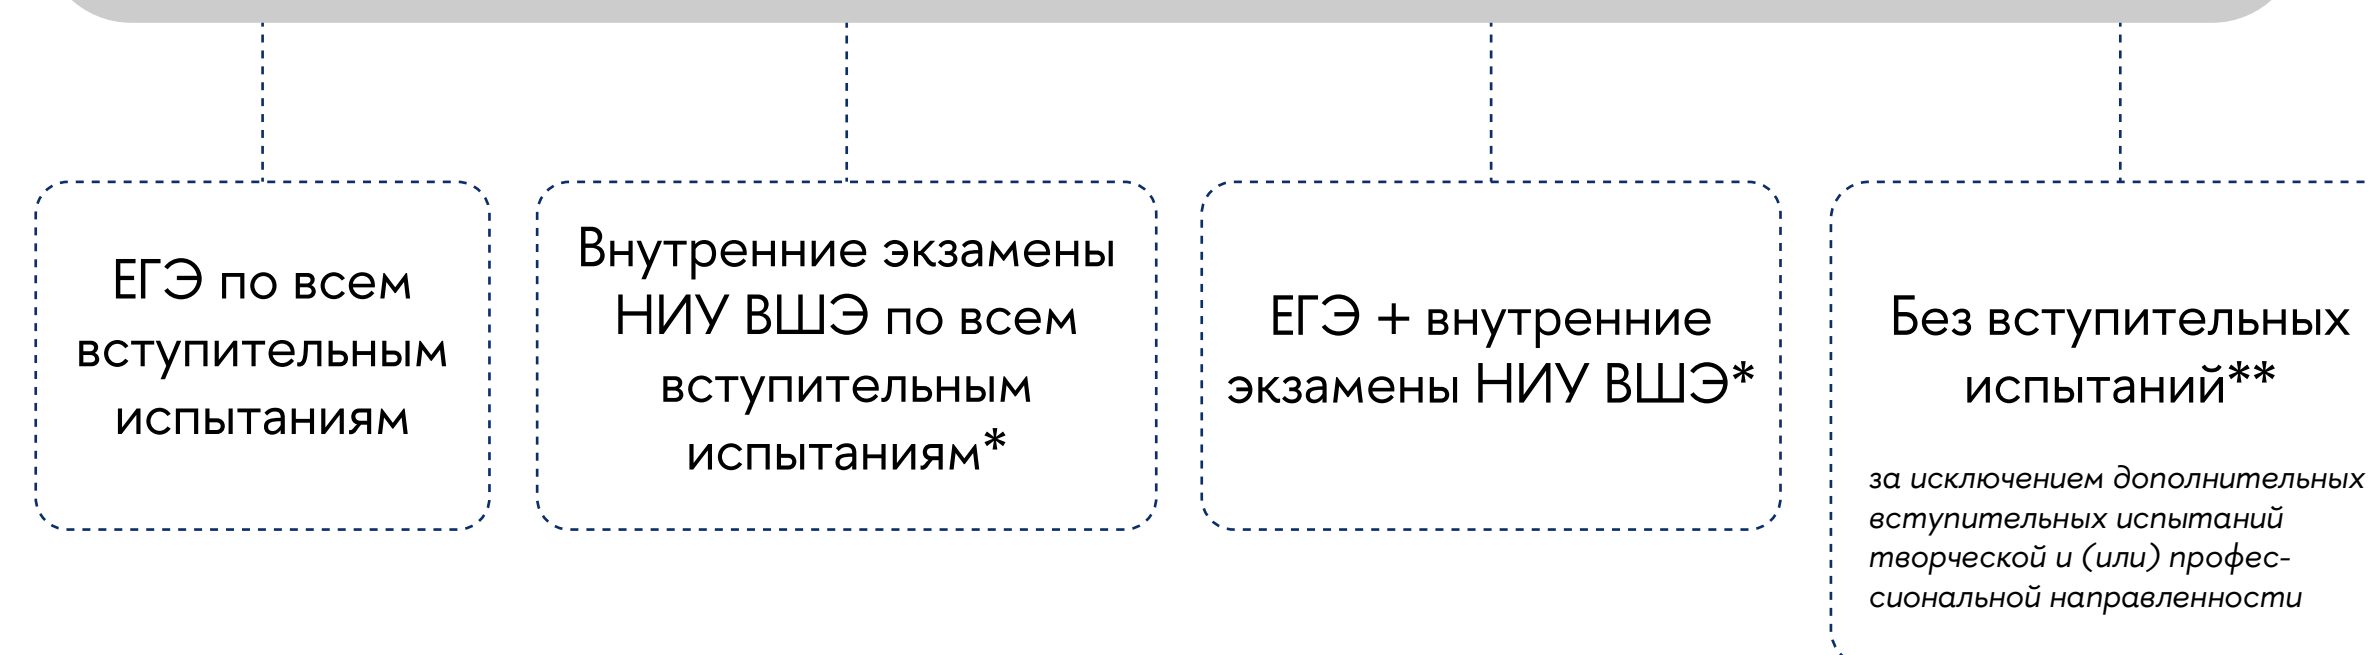 ЕГЭ по всем
вступительным
испытаниям
Внутренние экзамены
НИУ ВШЭ по всем
вступительным
испытаниям*
ЕГЭ + внутренние
экзамены НИУ ВШЭ*
Без вступительных
испытаний**
за исключением дополнительных
вступительных испытаний
творческой и (или) профес-
сиональной направленности